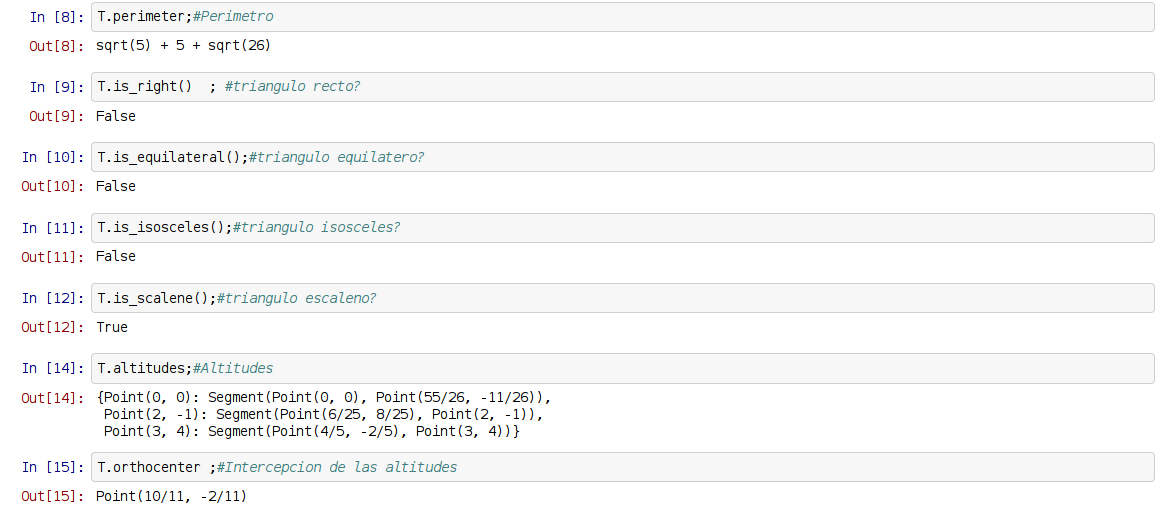 In [8]: T.perimeter;#Perimetro
Out[8]: sqrt(5) + 5 + sqrt(26)
In [9]: T.is_right()  ; #triangulo recto?
Out[9]: False
In [10]: T.is_equilateral();#triangulo equilatero?
Out[10]: False
In [11]: T.is_isosceles();#triangulo isosceles?
Out[11]: False
In [12]: T.is_scalene();#triangulo escaleno?
Out[12]: True
In [14]: T.altitudes;#Altitudes
Out[14]: {Point(0, 0): Segment(Point(0, 0), Point(55/26, -11/26)),
Point(2, -1): Segment(Point(6/25, 8/25), Point(2, -1)),
Point(3, 4): Segment(Point(4/5, -2/5), Point(3, 4))}
In [15]: T.orthocenter ;#Intercepcion de las altitudes
Out[15]: Point(10/11, -2/11)